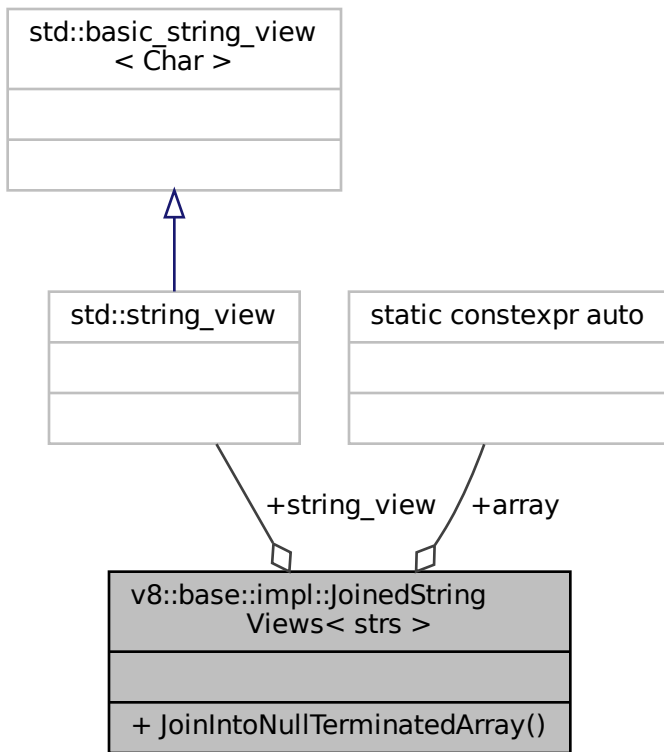 std::basic_string_view
< Char >
std::string_view
static constexpr auto
+string_view
+array
v8::base::impl::JoinedString
Views< strs >
+ JoinIntoNullTerminatedArray()